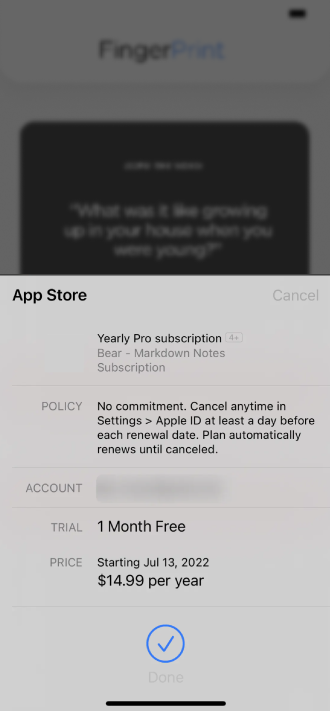 FingerPrint
"What was it like growing
up in your house when you
were young?"
App Store
Cancel
Yearly Pro subscription 4+
Bear - Markdown Notes
Subscription
POLICY
No commitment. Cancel anytime in
Settings > Apple ID at least a day before
each renewal date. Plan automatically
renews until canceled.
ACCOUNT
TRIAL
1 Month Free
PRICE
Starting Jul 13, 2022
$14.99 per year
Done